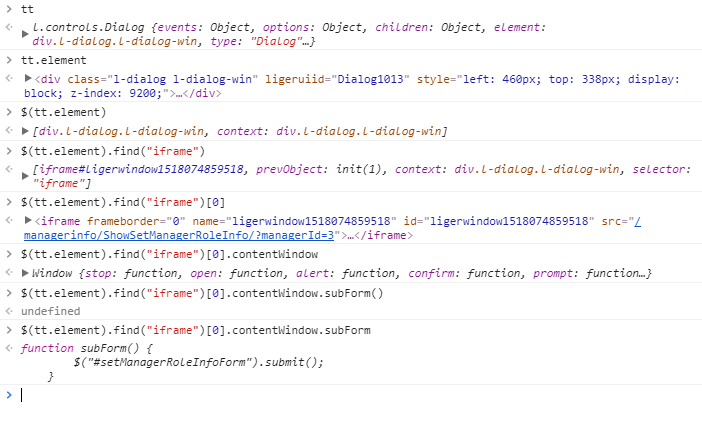 tt
l.controls.Dialog {events: Object, options: Object, children: Object, element:
div.l-dialog.l-dialog-win, type: "Dialog"…}
tt.element
<div class="l-dialog l-dialog-win" ligeruiid="Dialog1013" style="left: 460px; top: 338px; display:
block; z-index: 9200;">…</div>
$(tt.element)
[div.l-dialog.l-dialog-win, context: div.l-dialog.l-dialog-win]
$(tt.element).find("iframe")
[iframe#ligerwindow1518074859518, prevObject: init(1), context: div.l-dialog.l-dialog-win, selector:
"iframe"]
$(tt.element).find("iframe")[0]
<iframe frameborder="0" name="ligerwindow1518074859518" id="ligerwindow1518074859518" src="/
managerinfo/ShowSetManagerRoleInfo/?managerId=3">…</iframe>
$(tt.element).find("iframe")[0].contentWindow
Window {stop: function, open: function, alert: function, confirm: function, prompt: function…}
$(tt.element).find("iframe")[0].contentWindow.subForm()
undefined
$(tt.element).find("iframe")[0].contentWindow.subForm
function subForm() {
$("#setManagerRoleInfoForm").submit();
}